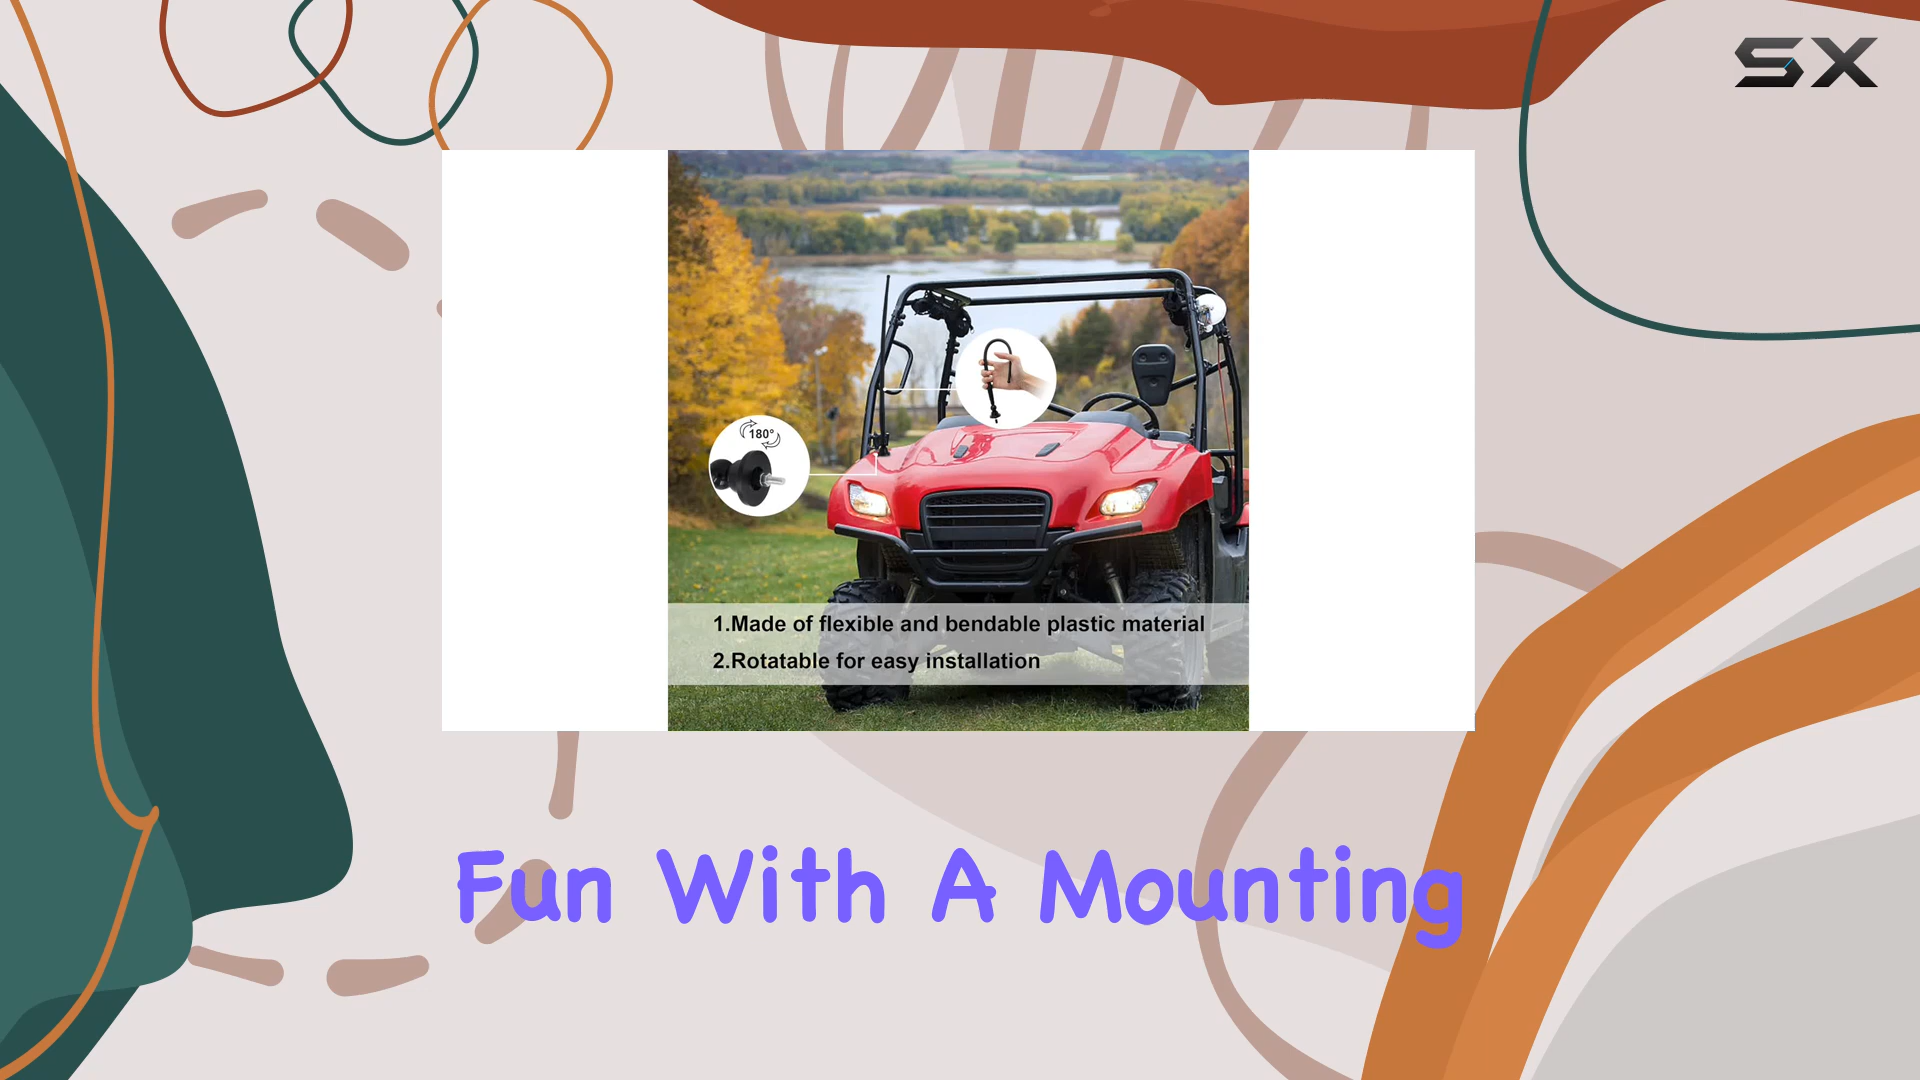 SX
180°
1.Made of flexible and bendable plastic material
2.Rotatable for easy installation
Fun With A Mounting